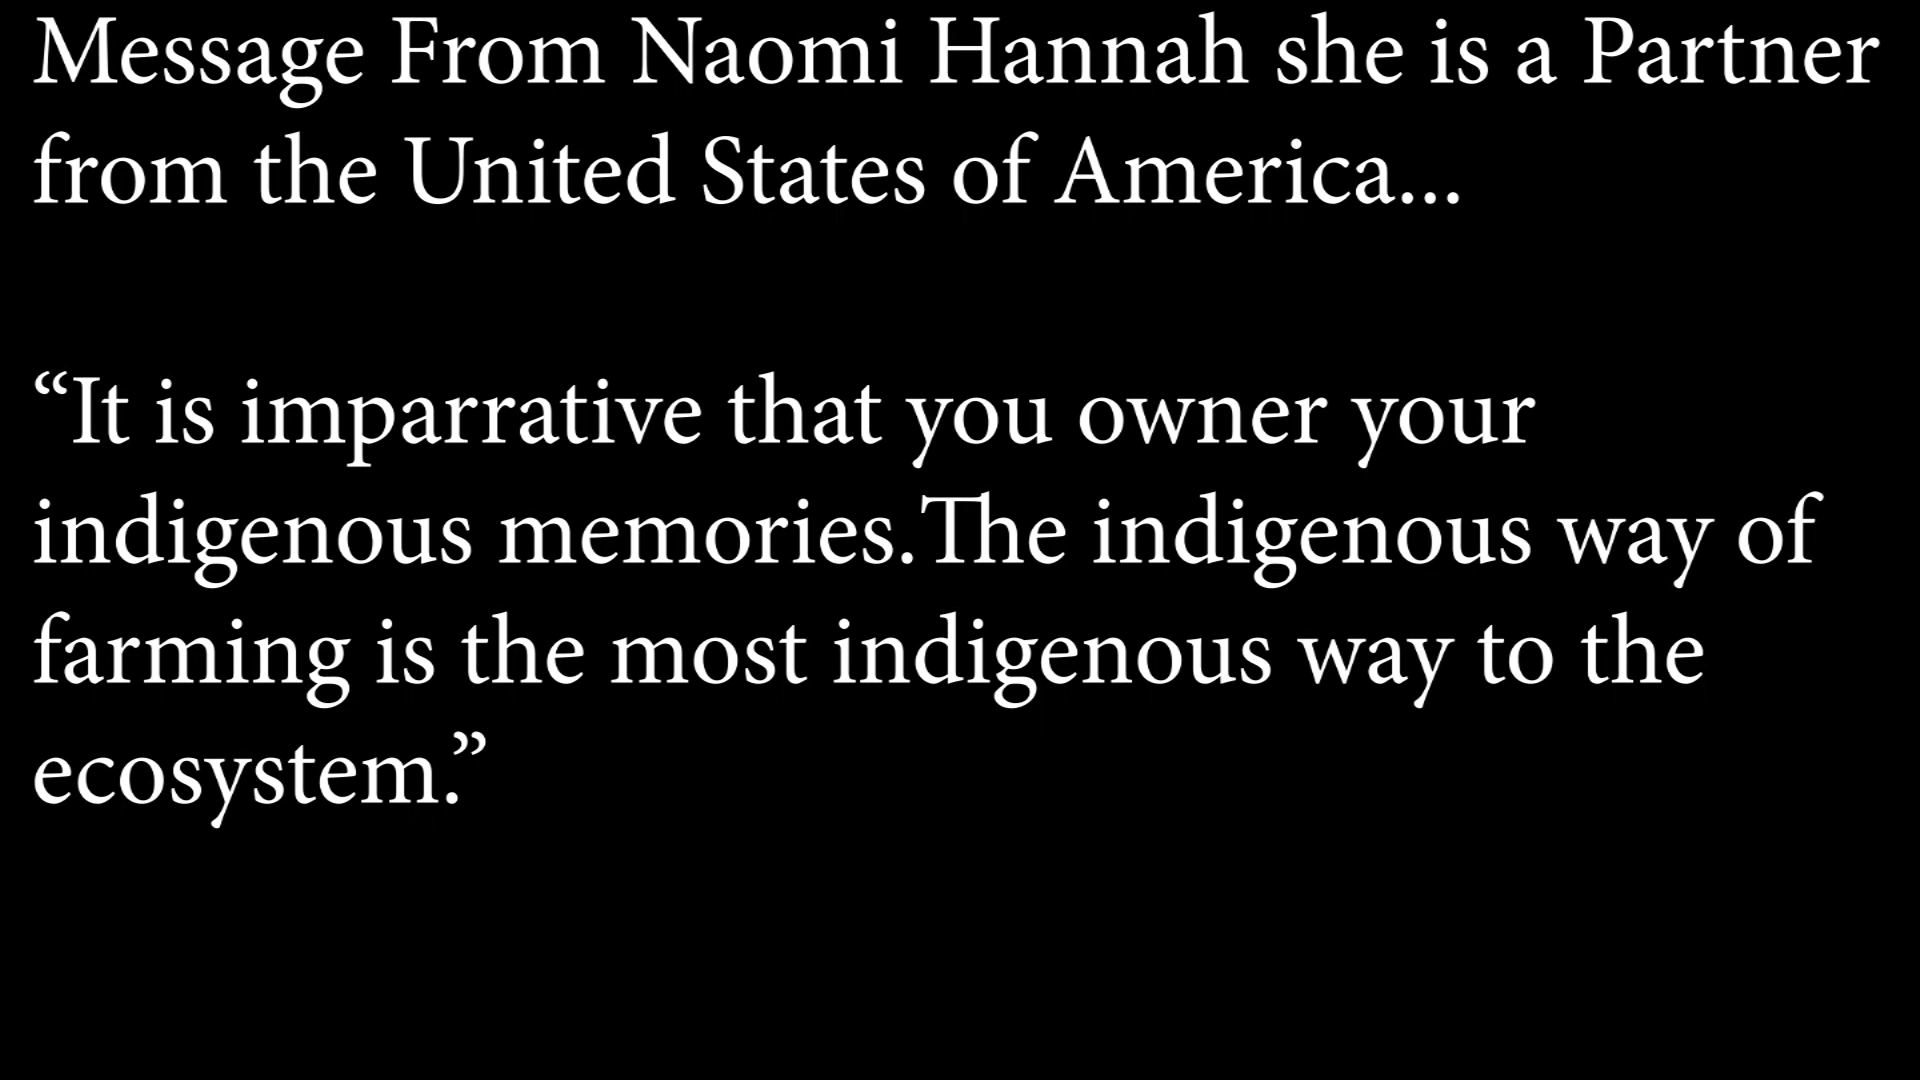 Message From Naomi Hannah she is a Partner
from the United States of America...
“It is imparrative that you owner your
indigenous memories.The indigenous way of
farming is the most indigenous way to the
ecosystem.”